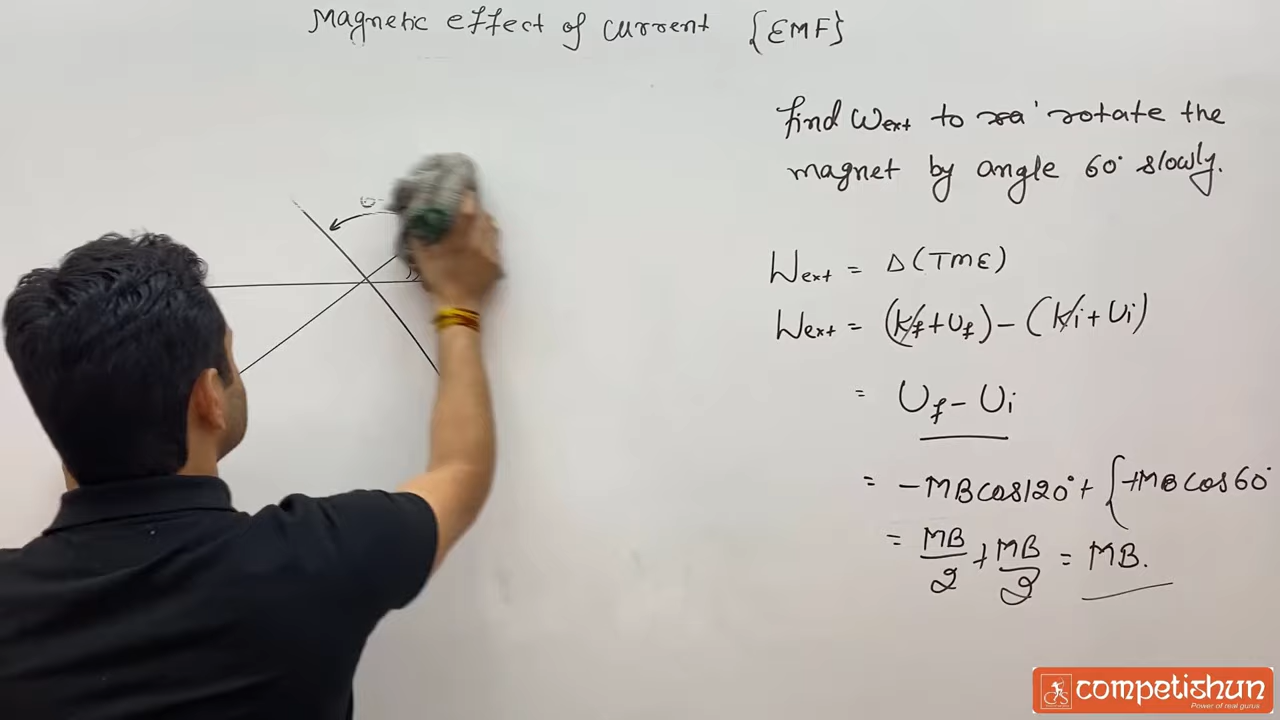 Magnetic effect of current {EMF}
find Wext to ra' rotate the
magnet by angle 60° slowly.
Wext = Δ(TME)
Wext = (Kf+Uf) - (Ki+Ui)
= Uf - Ui
= -MBcos120° + {+MBcos60°
= MB/2 + MB/2 = MB.
competishun
Power of real gurus